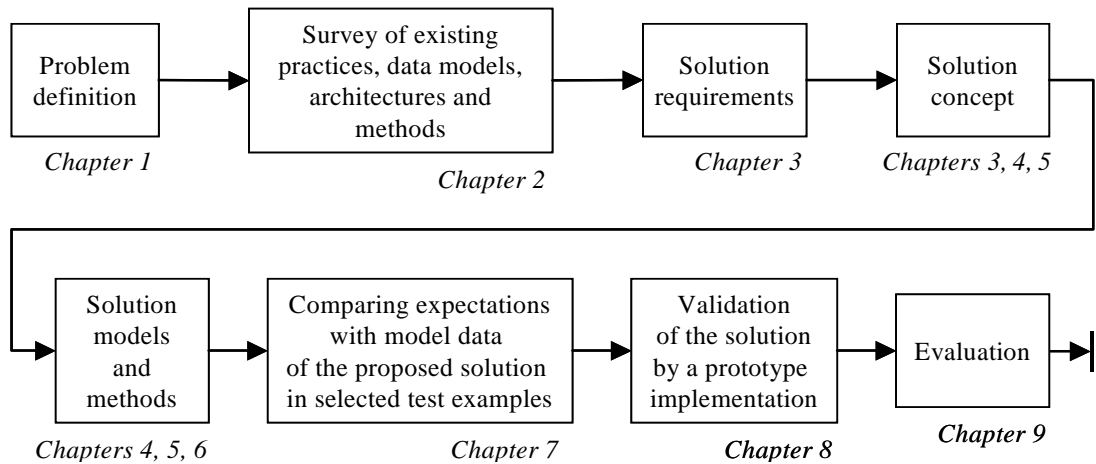 Problem
definition
Chapter 1
Survey of existing
practices, data models,
architectures and
methods
Chapter 2
Solution
requirements
Chapter 3
Solution
concept
Chapters 3, 4, 5
Solution
models
and
methods
Chapters 4, 5, 6
Comparing expectations
with model data
of the proposed solution
in selected test examples
Chapter 7
Validation
of the solution
by a prototype
implementation
Chapter 8
Evaluation
Chapter 9